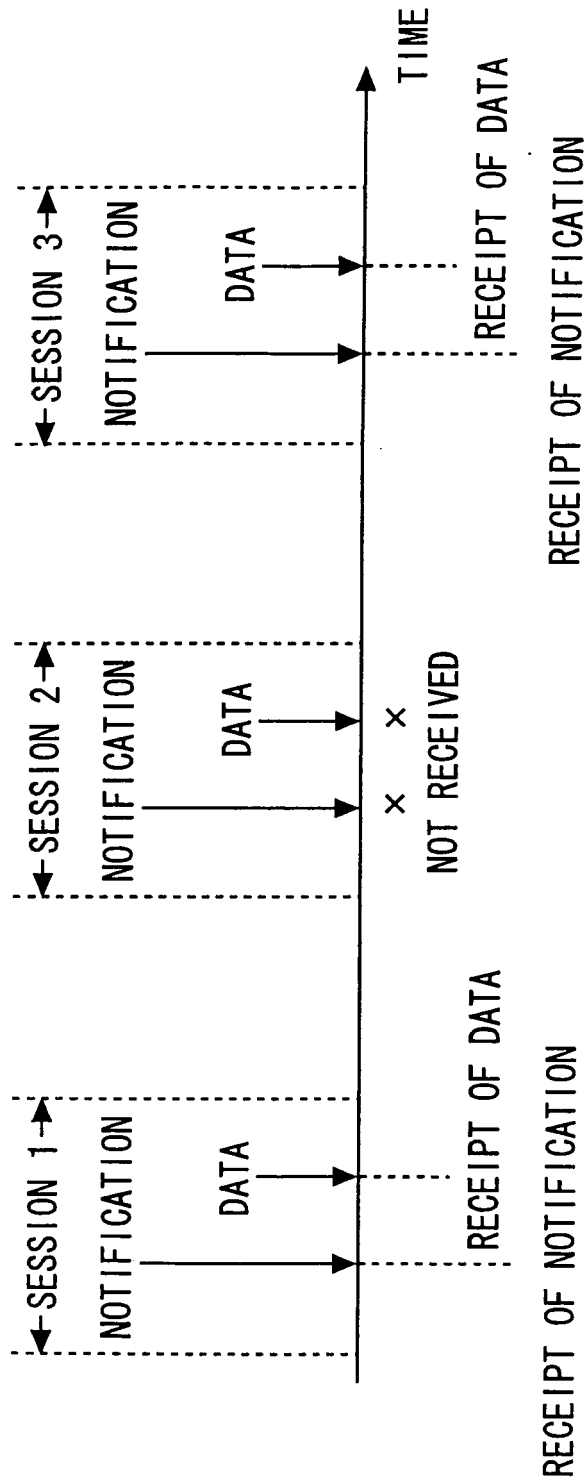 SESSION 1
SESSION 2
SESSION 3
NOTIFICATION
NOTIFICATION
NOTIFICATION
DATA
DATA
DATA
TIME
× ×
RECEIPT OF DATA
NOT RECEIVED
RECEIPT OF DATA
RECEIPT OF NOTIFICATION
RECEIPT OF NOTIFICATION